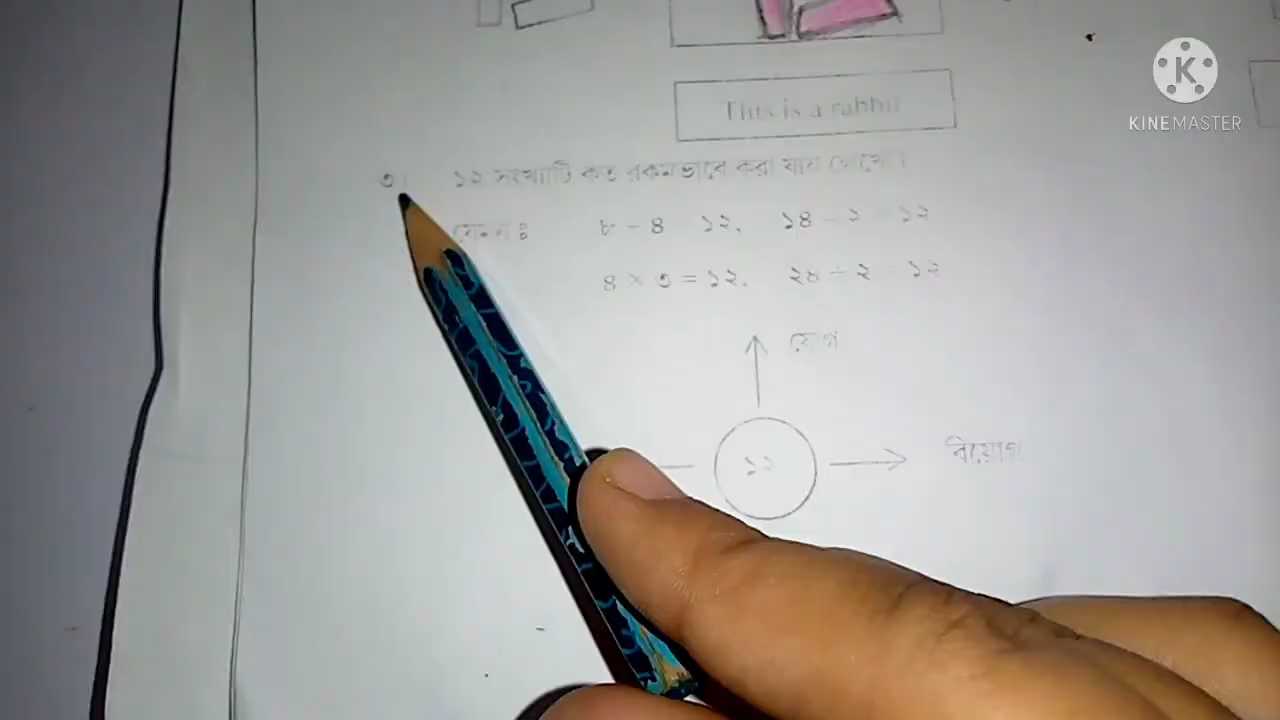 KINEMASTER
This is a rabbit
৩। ১২ সংখ্যাটি কত রকমভাবে করা যায়
৮ - ৪ ১২, ১৪ - ২ ১২
৪ × ৩ = ১২, ২৪ ÷ ২ ১২
যোগ
১২
বিয়োগ